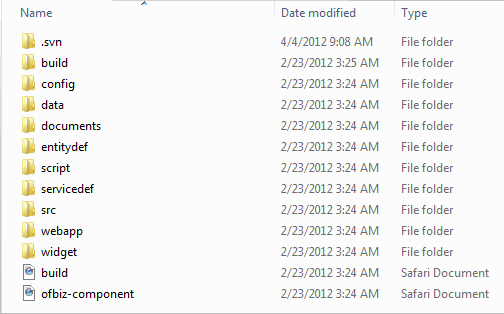 Name Date modified Type
.svn 4/4/2012 9:08 AM File folder
build 2/23/2012 3:25 AM File folder
config 2/23/2012 3:24 AM File folder
data 2/23/2012 3:24 AM File folder
documents 2/23/2012 3:24 AM File folder
entitydef 2/23/2012 3:24 AM File folder
script 2/23/2012 3:24 AM File folder
servicedef 2/23/2012 3:24 AM File folder
src 2/23/2012 3:24 AM File folder
webapp 2/23/2012 3:24 AM File folder
widget 2/23/2012 3:24 AM File folder
build 2/23/2012 3:24 AM Safari Document
ofbiz-component 2/23/2012 3:24 AM Safari Document